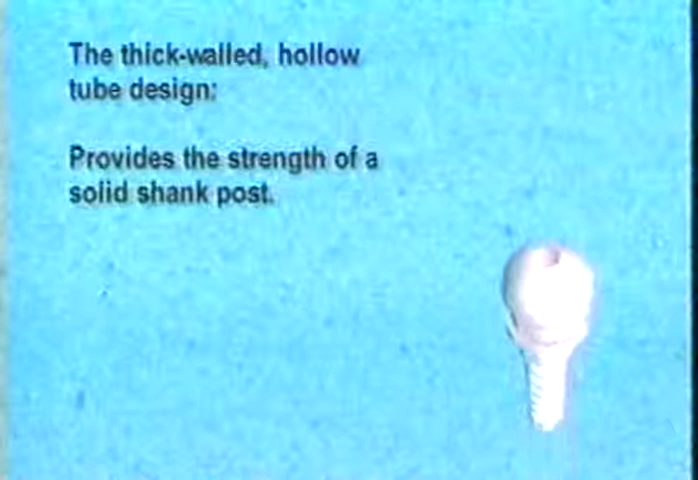 The thick-walled, hollow
tube design:
Provides the strength of a
solid shank post.